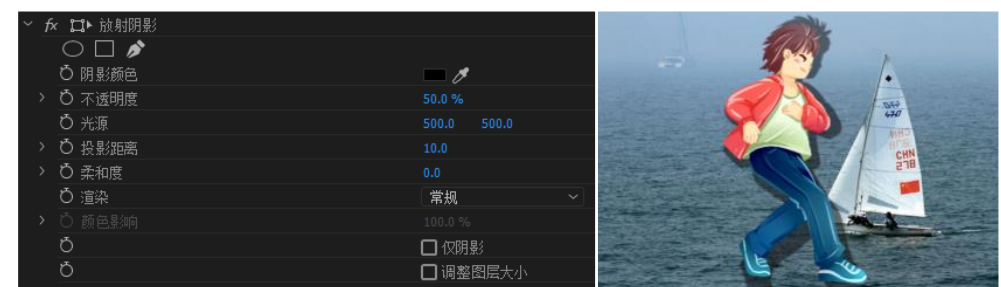 fx 放射阴影
阴影颜色
不透明度 50.0 %
光源 500.0 500.0
投影距离 10.0
柔和度 0.0
渲染 常规
颜色影响 100.0 %
仅阴影
调整图层大小
CHN
278